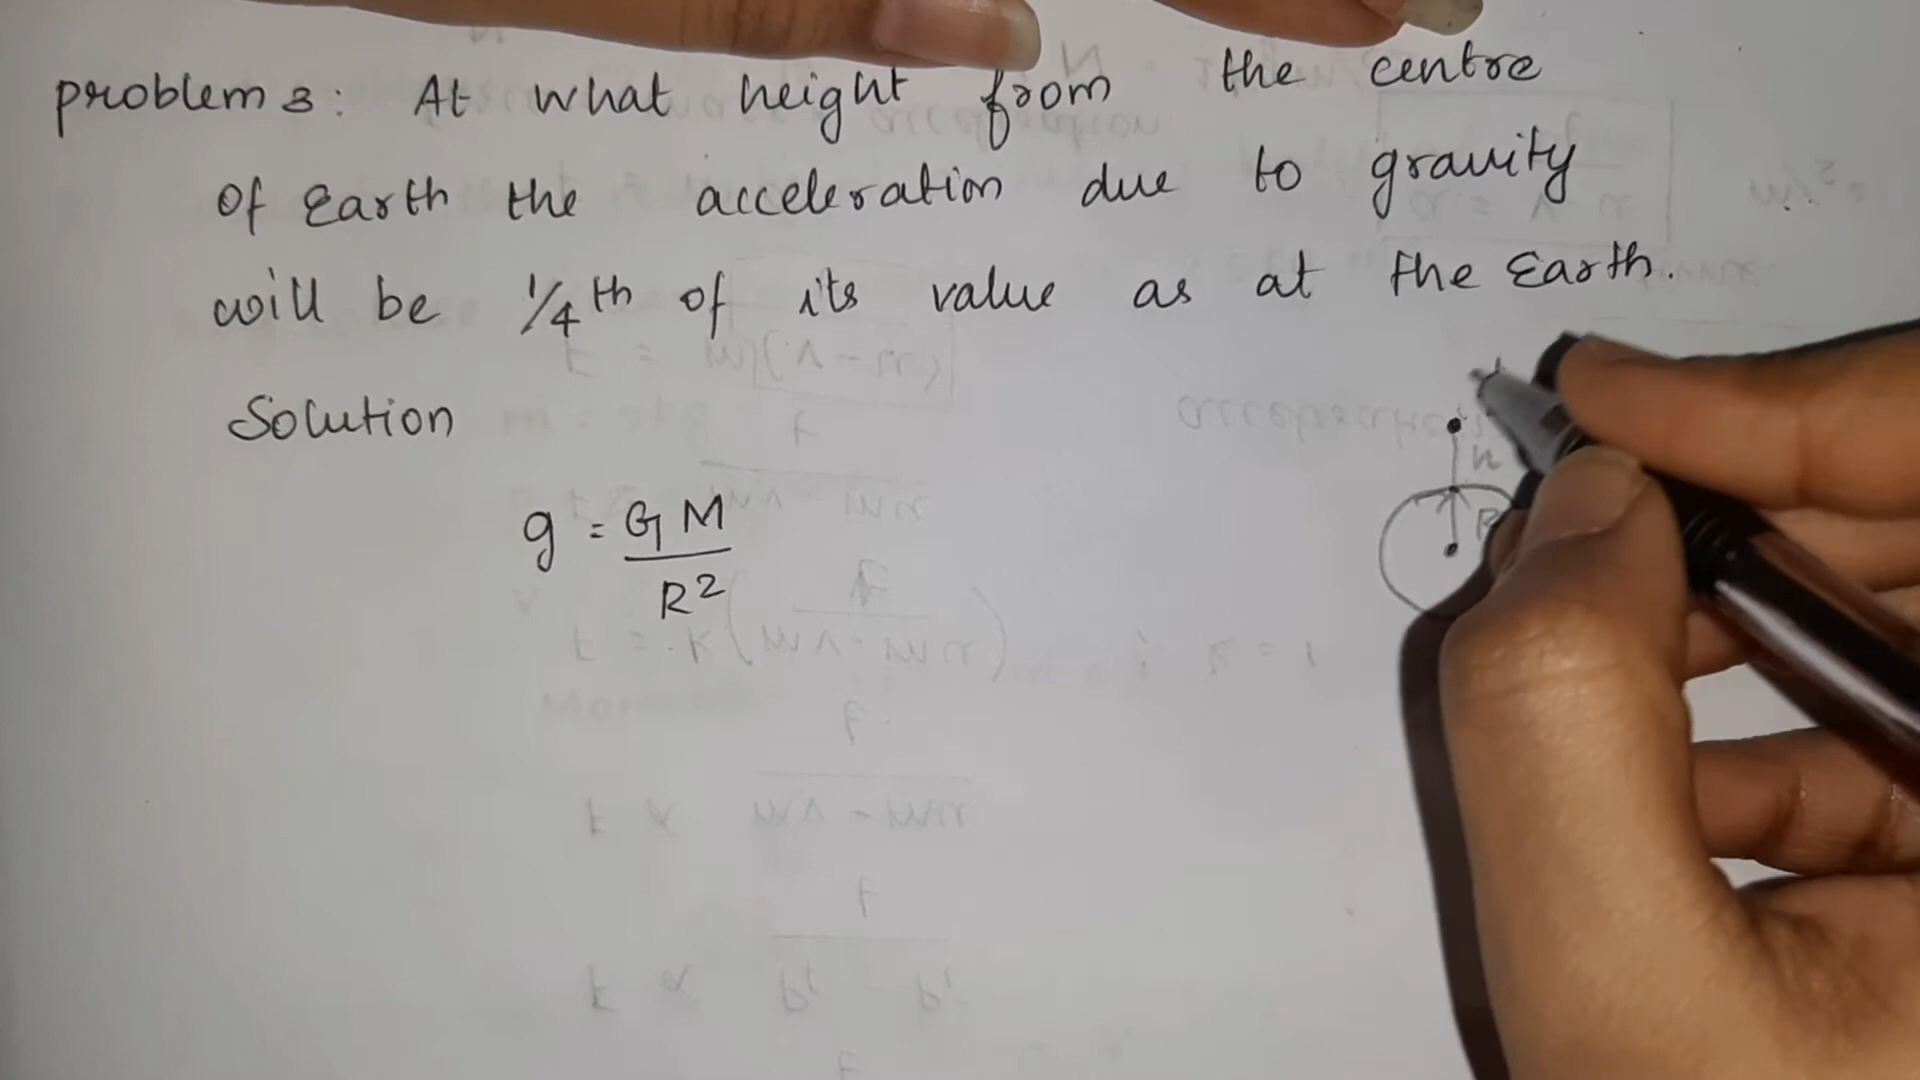 problem 3: At what height from the centre
of Earth the acceleration due to gravity
will be 1/4th of its value as at the Earth.
Solution
g = GM
R²
h
R